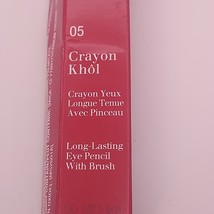 05
Crayon
Khôl
Crayon Yeux
Longue Tenue
Avec Pinceau
Long-Lasting
Eye Pencil
With Brush